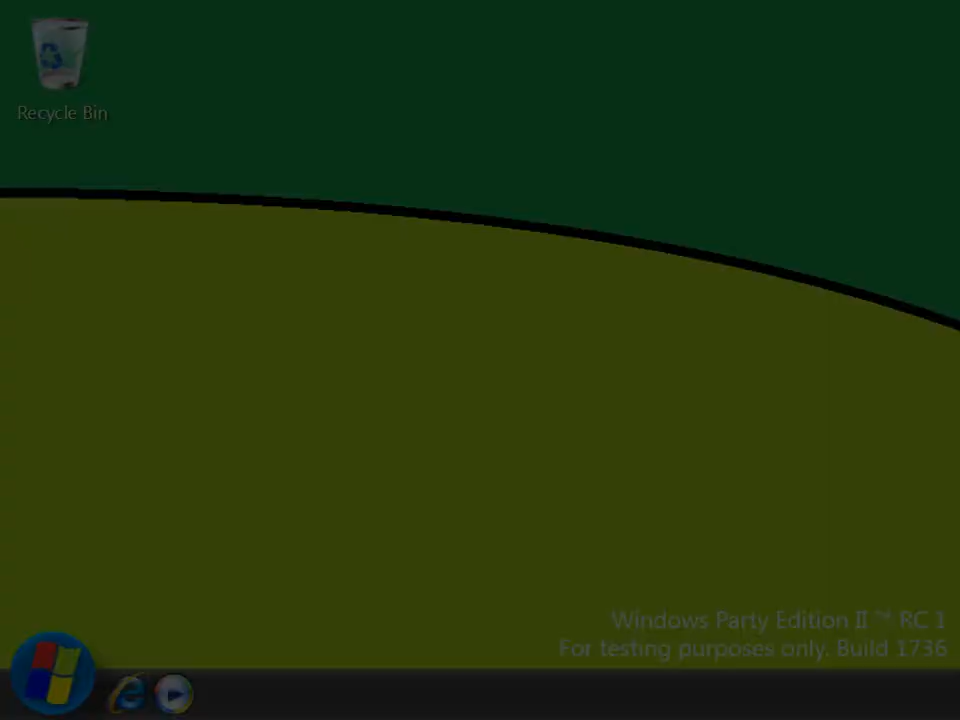 Recycle Bin
Windows Party Edition II ™ RC 1
For testing purposes only. Build 1736